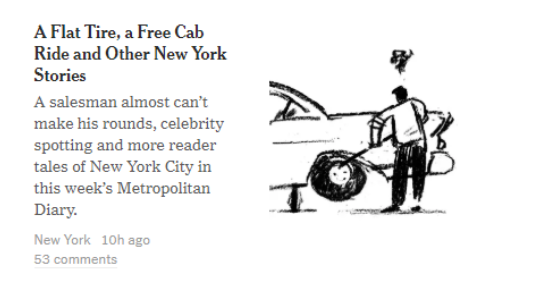 A Flat Tire, a Free Cab
Ride and Other New York
Stories
A salesman almost can’t
make his rounds, celebrity
spotting and more reader
tales of New York City in
this week’s Metropolitan
Diary.
New York 10h ago
53 comments